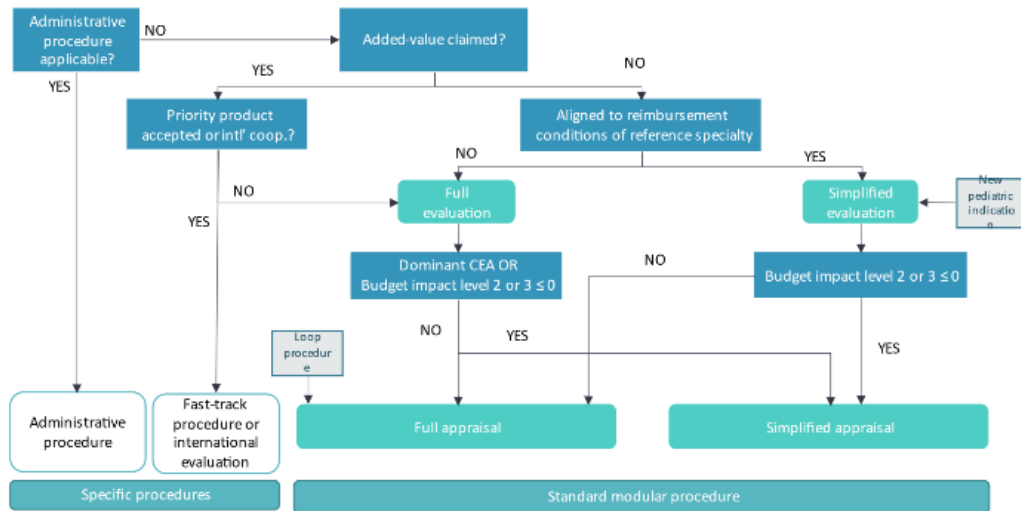 Administrative
procedure
applicable?
NO
Added-value claimed?
YES
YES
NO
Priority product
accepted or intl' coop.?
Aligned to reimbursement
conditions of reference specialty
NO
YES
NO
YES
Full
evaluation
Simplified
evaluation
New
pediatric
indicatio
n
Dominant CEA OR
Budget impact level 2 or 3 ≤ 0
NO
Budget impact level 2 or 3 ≤ 0
NO
YES
YES
Loop
procedur
e
Administrative
procedure
Fast-track
procedure or
international
evaluation
Full appraisal
Simplified appraisal
Specific procedures
Standard modular procedure